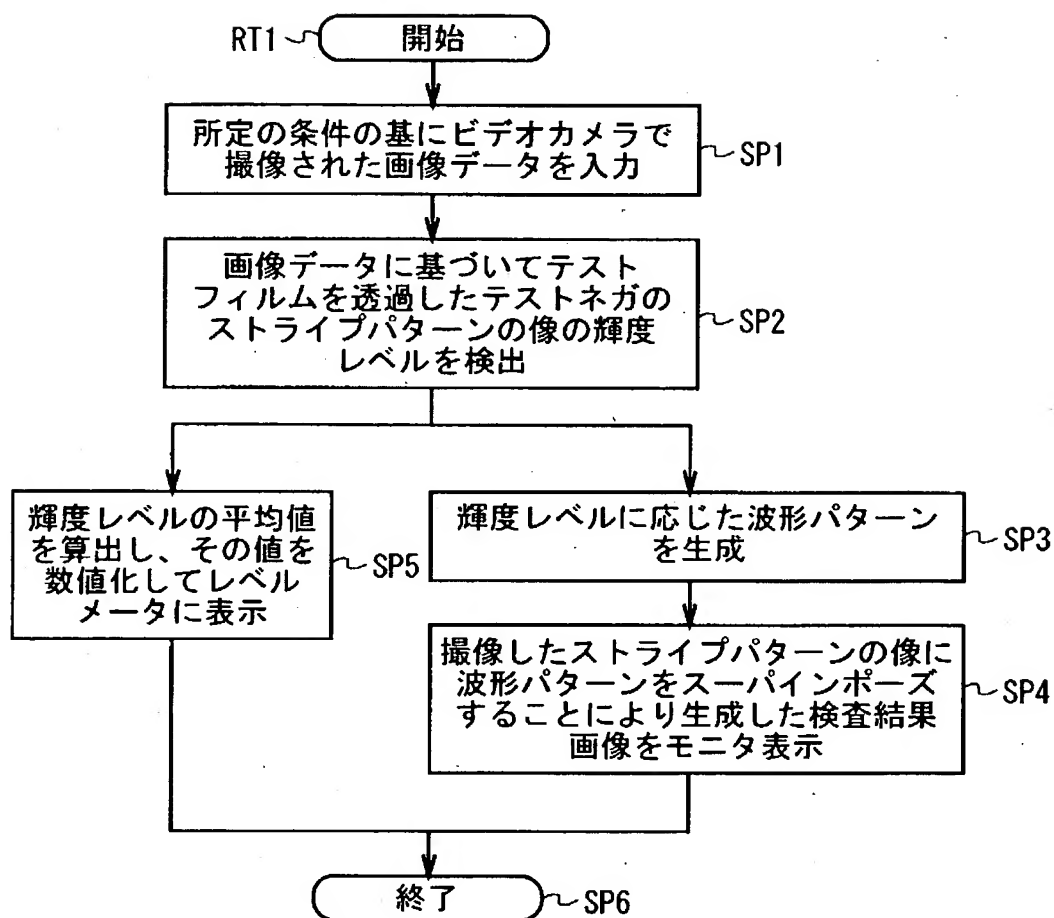 RT1
開始
所定の条件の基にビデオカメラで
撮像された画像データを入力
SP1
画像データに基づいてテスト
フィルムを透過したテストネガの
ストライプパターンの像の輝度
レベルを検出
SP2
輝度レベルの平均値
を算出し、その値を
数値化してレベル
メータに表示
SP5
輝度レベルに応じた波形パターン
を生成
SP3
撮像したストライプパターンの像に
波形パターンをスーパインポーズ
することにより生成した検査結果
画像をモニタ表示
SP4
終了
SP6